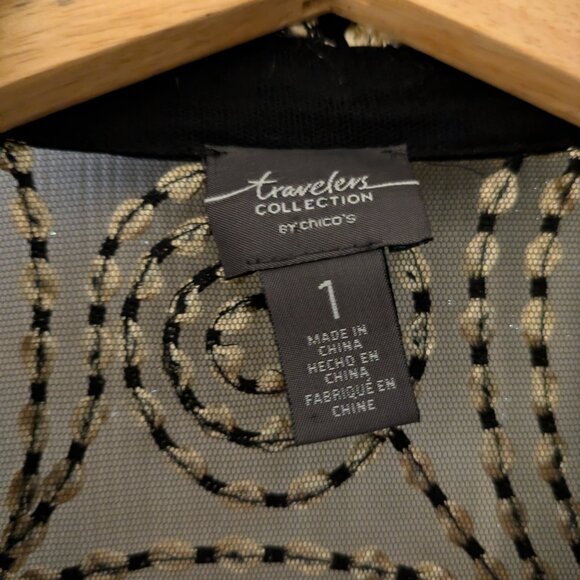 travelers
COLLECTION
BY CHICO'S
1
MADE IN
CHINA
HECHO EN
CHINA
FABRIQUÉ EN
CHINE